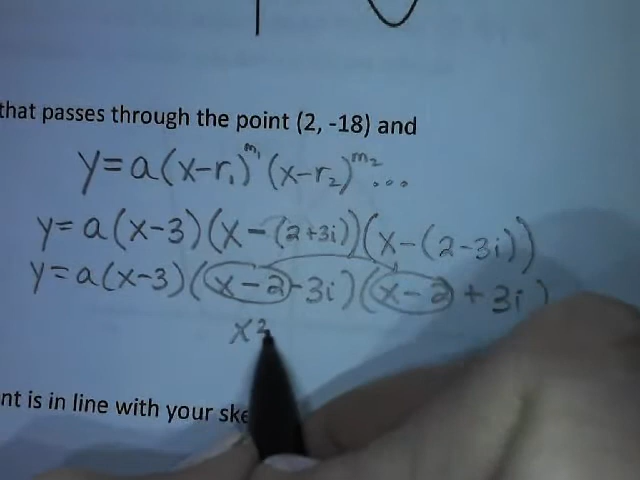 that passes through the point (2, -18) and
y=a(x-r₁)^m₁ (x-r₂)^m₂ ...
y=a(x-3)(x-(2+3i))(x-(2-3i))
y=a(x-3)(x-2-3i)(x-2+3i)
x²
nt is in line with your ske